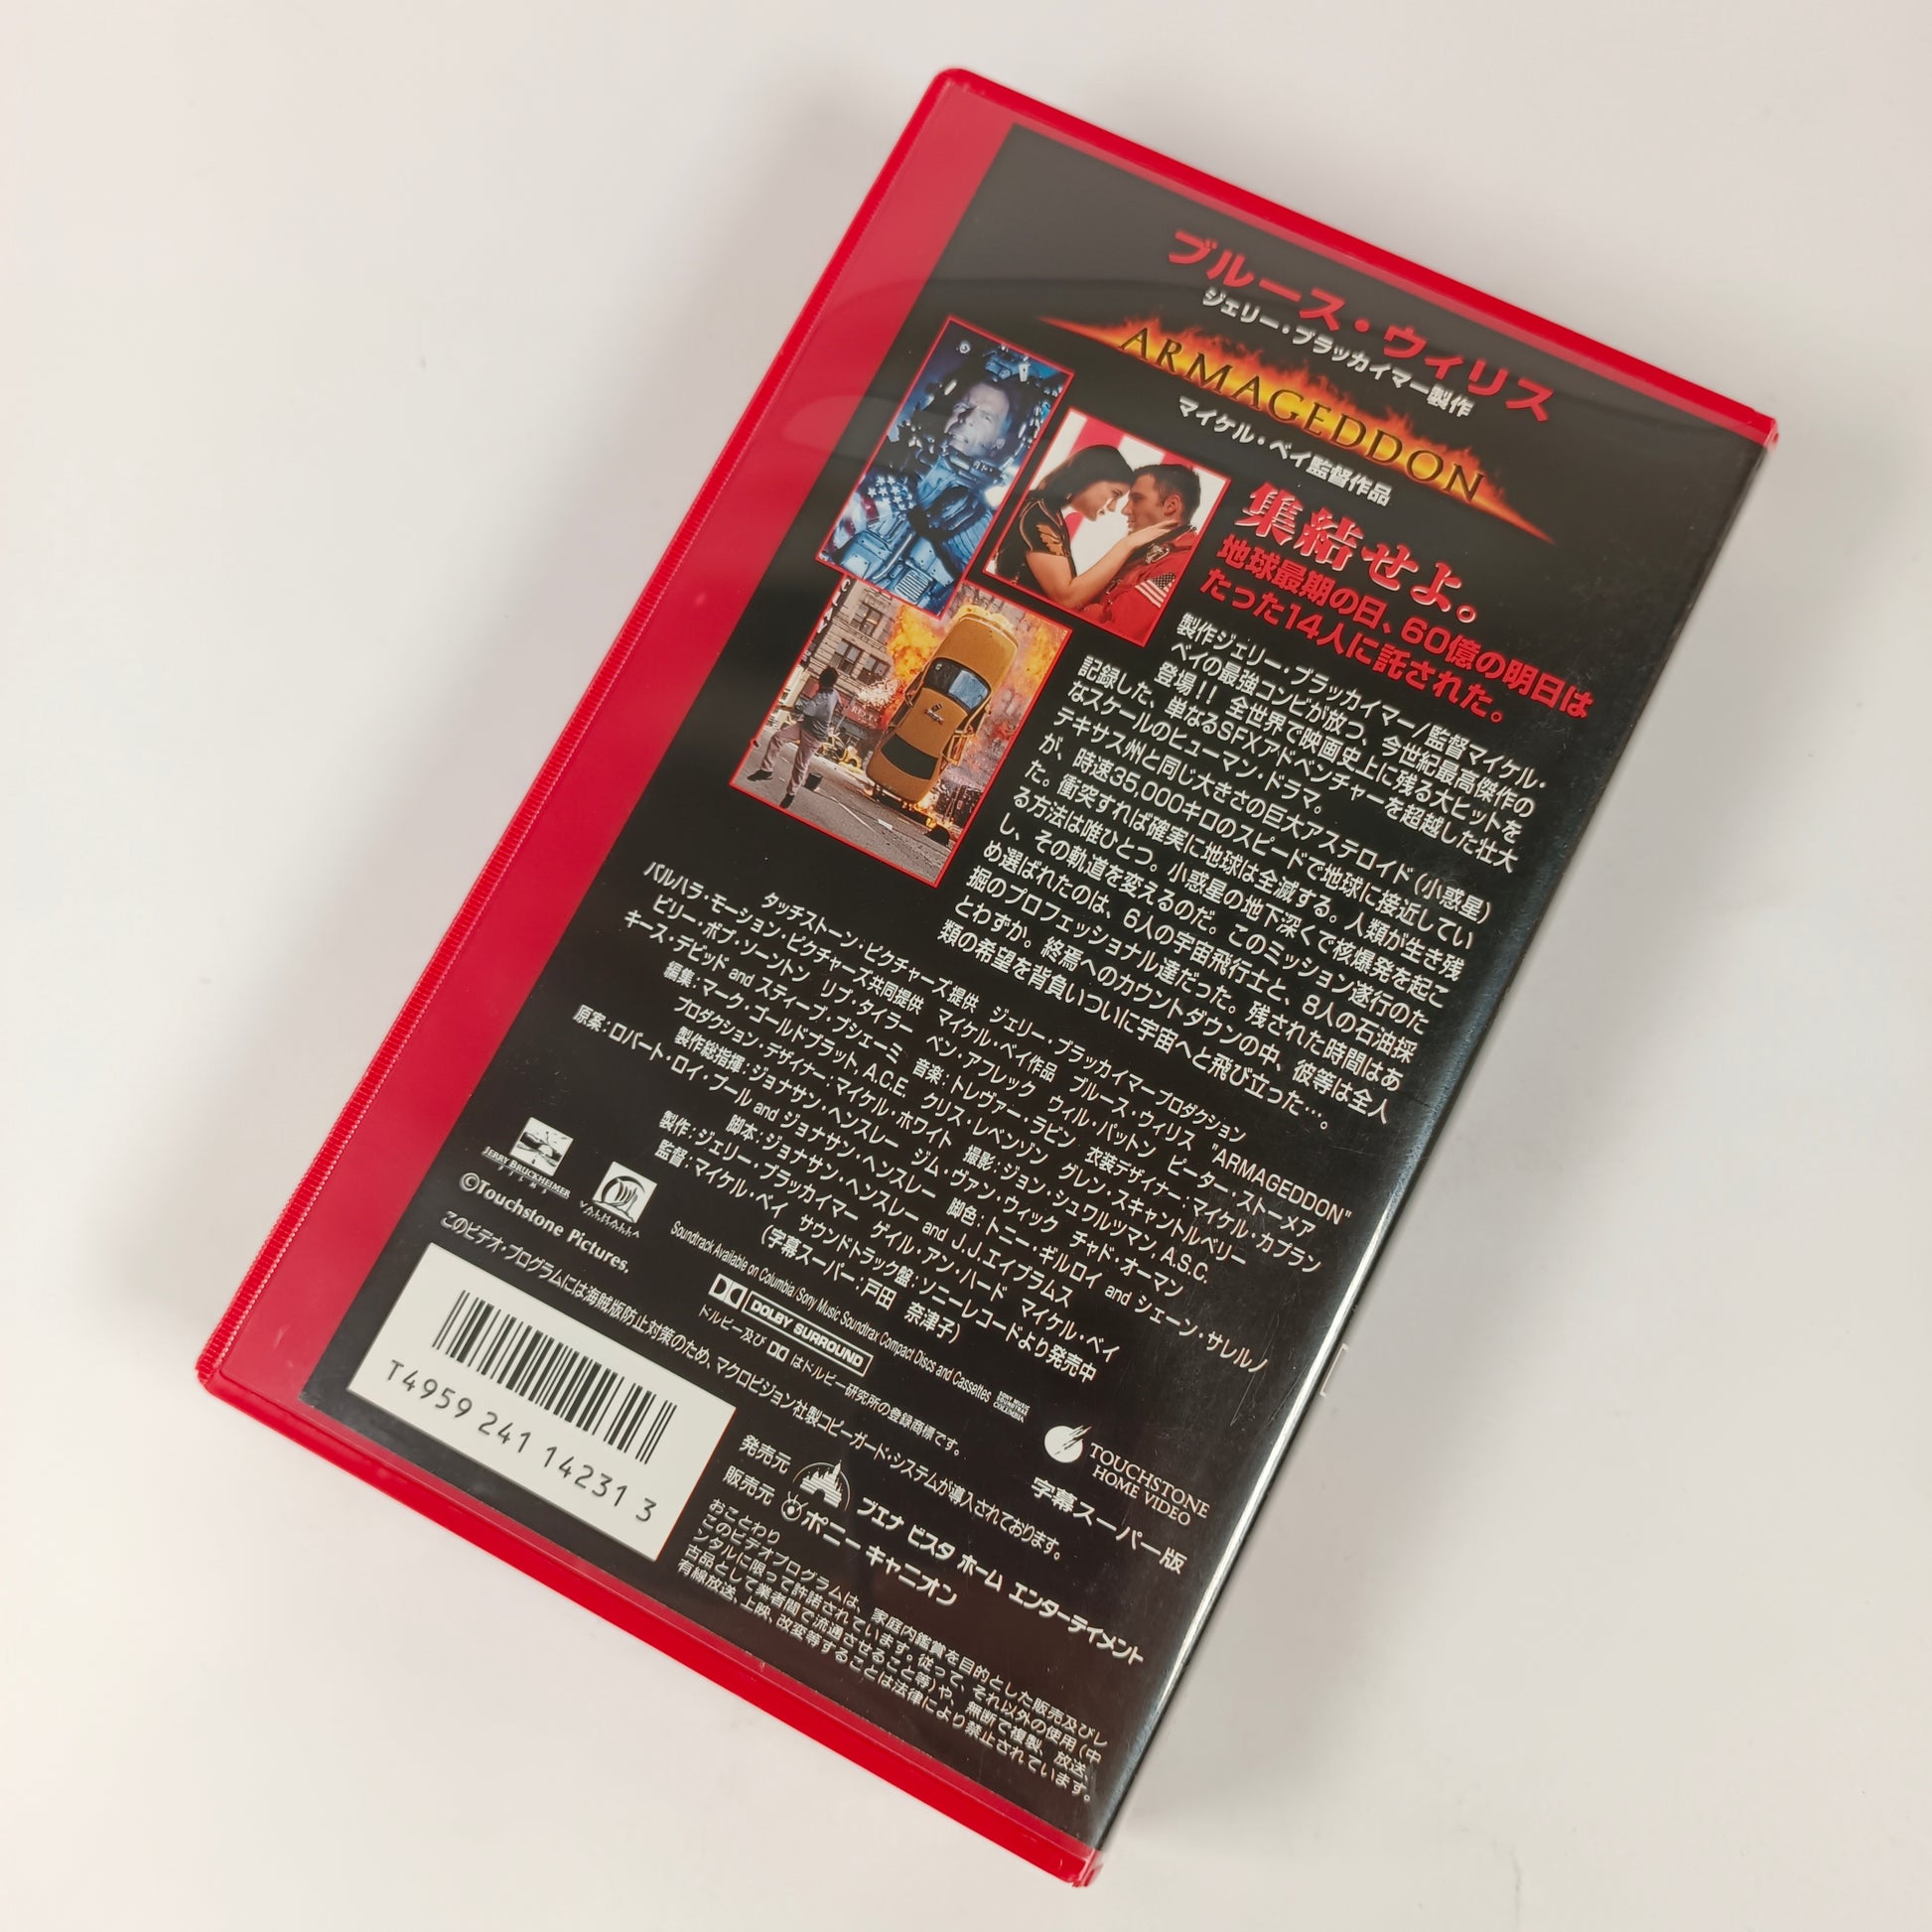 ブルース・ウィリス
ジェリー・ブラッカイマー製作
ARMAGEDDON
マイケル・ベイ監督作品
集結せよ。
地球最期の日、60億の明日は
たった14人に託された。
製作ジェリー・ブラッカイマー/監督マイケル・
ベイの最強コンビが放つ、今世紀最高傑作の
登場!! 全世界で映画史上に残る大ヒットを
記録した、単なるSFXアドベンチャーを超越した壮大
なスケールのヒューマン・ドラマ。
テキサス州と同じ大きさの巨大アステロイド(小惑星)
が、時速35,000キロのスピードで地球に接近してい
た。衝突すれば確実に地球は全滅する。人類が生き残
る方法は唯ひとつ。小惑星の地下深くで核爆発を起こ
し、その軌道を変えるのだ。このミッション遂行のた
め選ばれたのは、6人の宇宙飛行士と、8人の石油採
掘のプロフェッショナル達だった。残された時間はあ
とわずか。終焉へのカウントダウンの中、彼等は全人
類の希望を背負いついに宇宙へと飛び立った…。
タッチストーン・ピクチャーズ提供 ジェリー・ブラッカイマープロダクション
バルハラ・モーション・ピクチャーズ共同提供 マイケル・ベイ作品 ブルース・ウィリス "ARMAGEDDON"
ビリー・ボブ・ソーントン リブ・タイラー ベン・アフレック ウィル・パットン ピーター・ストーメア
キース・デビッド and スティーブ・ブシェーミ 音楽:トレヴァー・ラビン 衣装デザイナー:マイケル・カプラン
編集:マーク・ゴールドブラット, A.C.E. クリス・レベンゾン グレン・スキャントルベリー
プロダクション・デザイナー:マイケル・ホワイト 撮影:ジョン・シュワルツマン, A.S.C.
製作総指揮:ジョナサン・ヘンスレー ジム・ヴァン・ウィック チャド・オーマン
原案:ロバート・ロイ・プール and ジョナサン・ヘンスレー 脚色:トニー・ギルロイ and シェーン・サレルノ
脚本:ジョナサン・ヘンスレー and J.J.エイブラムス
製作:ジェリー・ブラッカイマー ゲイル・アン・ハード マイケル・ベイ
監督:マイケル・ベイ サウンドトラック盤:ソニーレコードより発売中
(字幕スーパー:戸田 奈津子)
JERRY BRUCKHEIMER
FILMS
VALHALLA
©Touchstone Pictures.
Soundtrack Available on Columbia/Sony Music Soundtrax Compact Discs and Cassettes
DOLBY SURROUND
ドルビー及び はドルビー研究所の登録商標です。
このビデオ・プログラムには海賊版防止対策のため、マクロビジョン社製コピーガード・システムが導入されております。
T4959 241 14231 3
TOUCHSTONE
HOME VIDEO
字幕スーパー版
発売元 ブエナ ビスタ ホーム エンターテイメント
販売元 ポニーキャニオン
おことわり
このビデオプログラムは、家庭内鑑賞を目的とした販売及びレ
ンタルに限って許諾されています。従って、それ以外の使用(中
古品として業者間で流通させること等)や、無断で複製、放送、
有線放送、上映、改変等することは法律により禁止されています。